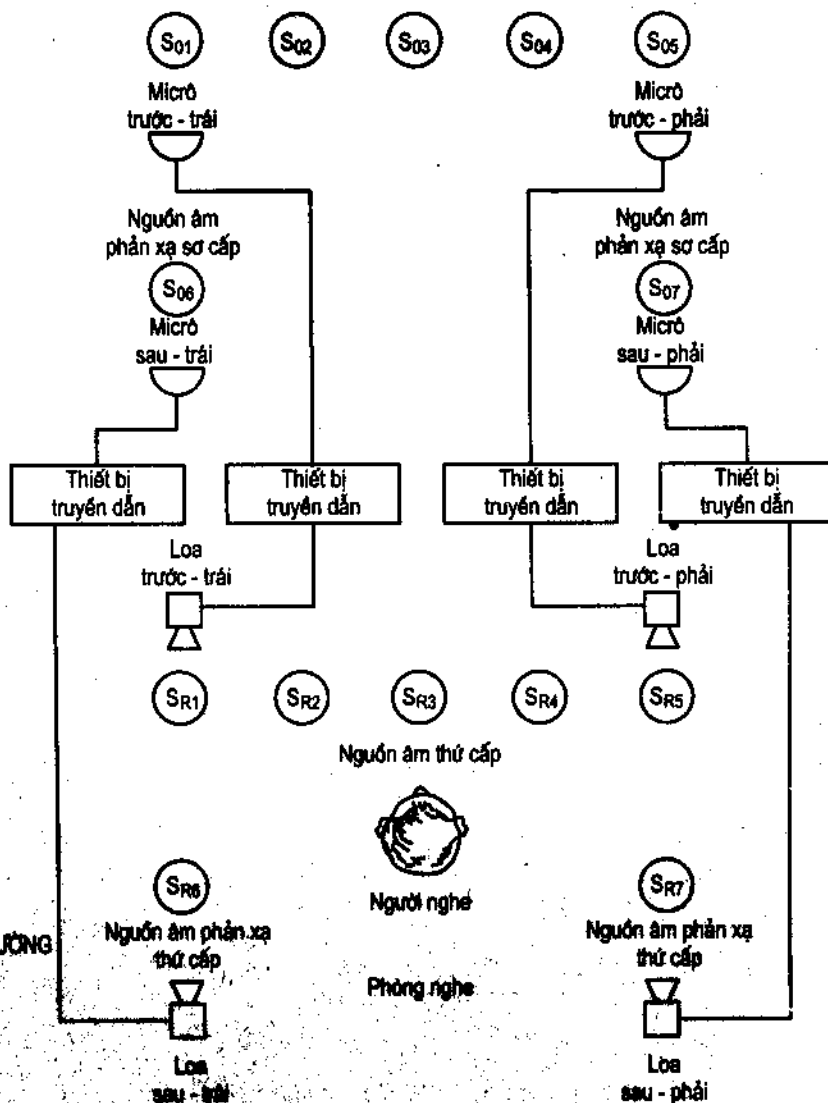 S01 S02 S03 S04 S05
Micrô
trước - trái
Micrô
trước - phải
Nguồn âm
phản xạ sơ cấp
Nguồn âm
phản xạ sơ cấp
S06
S07
Micrô
sau - trái
Micrô
sau - phải
Thiết bị
truyền dẫn
Thiết bị
truyền dẫn
Thiết bị
truyền dẫn
Thiết bị
truyền dẫn
Loa
trước - trái
Loa
trước - phải
SR1 SR2 SR3 SR4 SR5
Nguồn âm thứ cấp
SR6
SR7
Người nghe
Nguồn âm phản xạ
thứ cấp
Nguồn âm phản xạ
thứ cấp
ƯỜNG
Phòng nghe
Loa
sau - trái
Loa
sau - phải